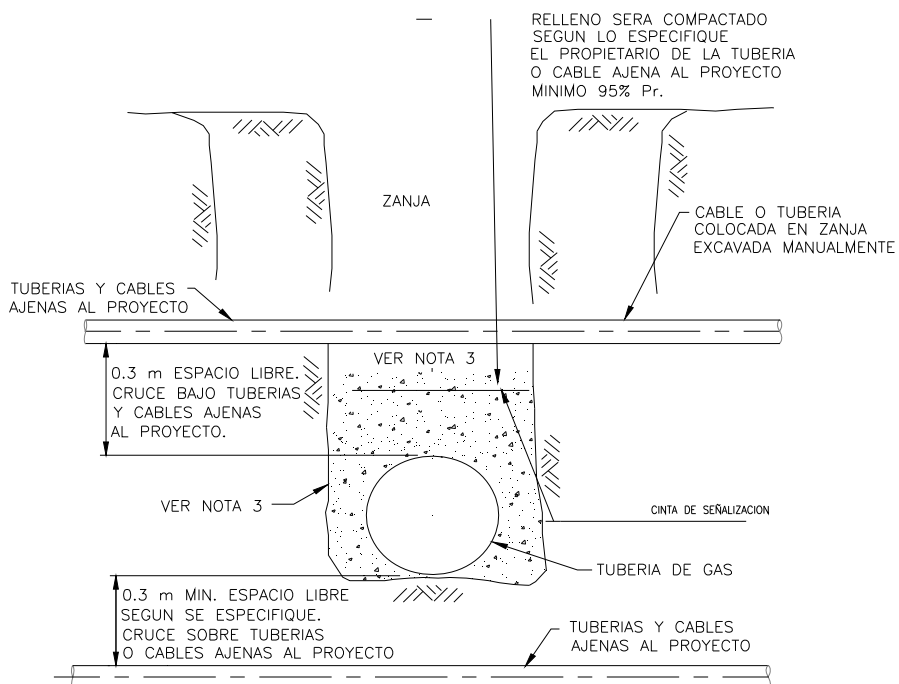 RELLENO SERA COMPACTADO
SEGUN LO ESPECIFIQUE
EL PROPIETARIO DE LA TUBERIA
O CABLE AJENA AL PROYECTO
MINIMO 95% Pr.
ZANJA
CABLE O TUBERIA
COLOCADA EN ZANJA
EXCAVADA MANUALMENTE
TUBERIAS Y CABLES
AJENAS AL PROYECTO
VER NOTA 3
0.3 m ESPACIO LIBRE.
CRUCE BAJO TUBERIAS
Y CABLES AJENAS
AL PROYECTO.
VER NOTA 3
CINTA DE SEÑALIZACION
TUBERIA DE GAS
0.3 m MIN. ESPACIO LIBRE
SEGUN SE ESPECIFIQUE.
CRUCE SOBRE TUBERIAS
O CABLES AJENAS AL PROYECTO
TUBERIAS Y CABLES
AJENAS AL PROYECTO